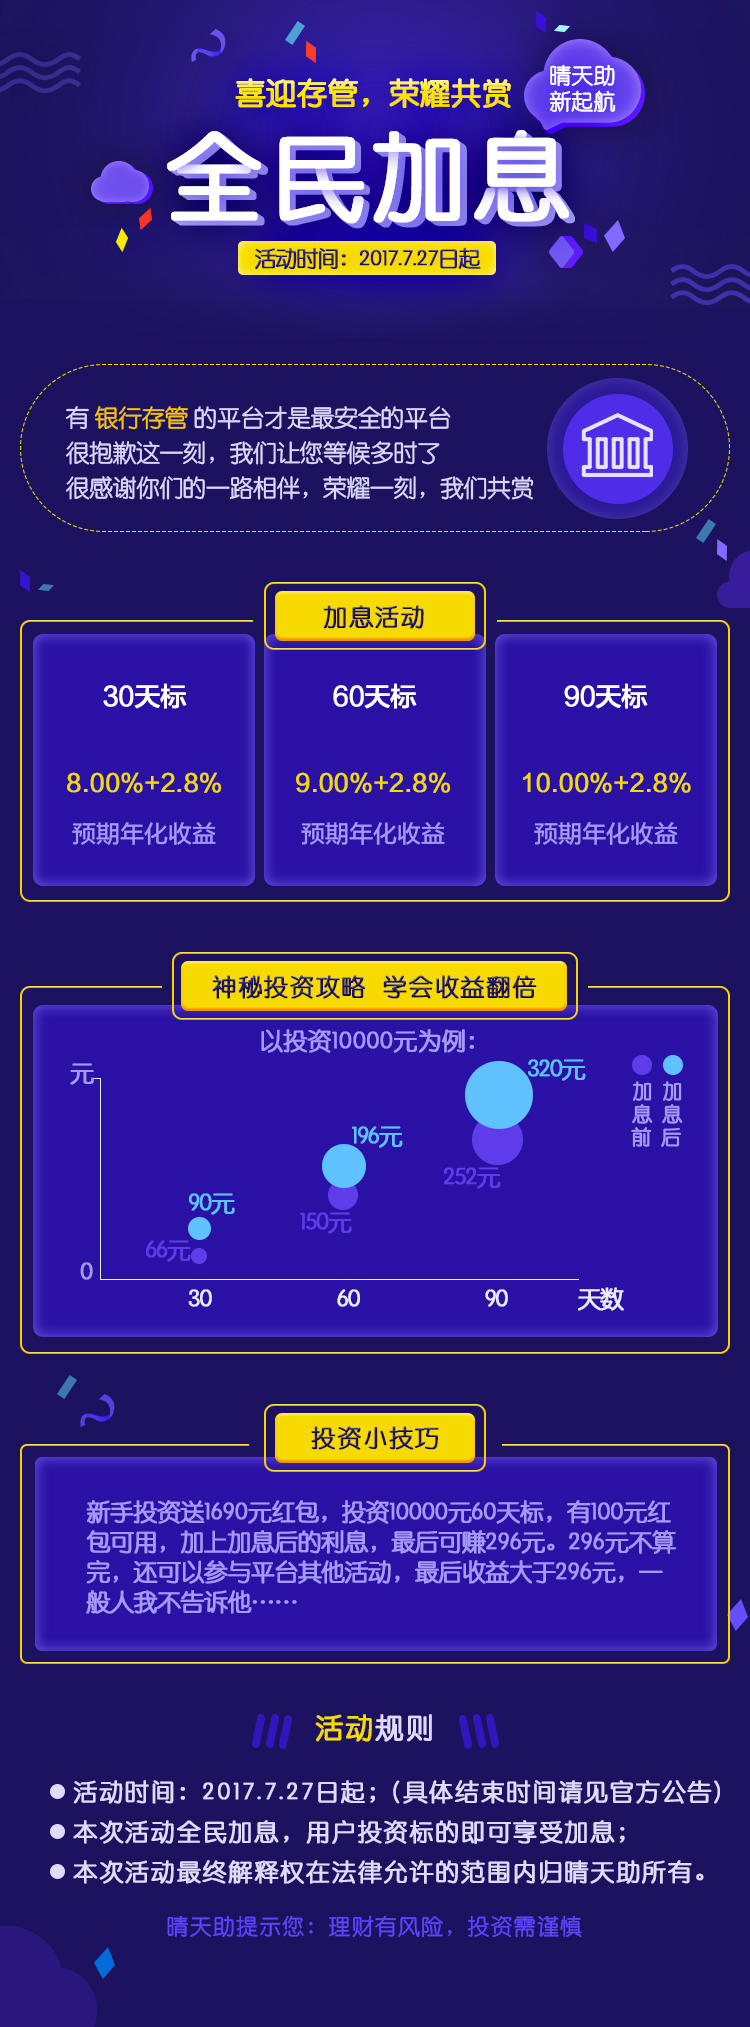 喜迎存管，荣耀共赏
晴天助
新起航
全民加息
活动时间：2017.7.27日起
有 银行存管 的平台才是最安全的平台
很抱歉这一刻，我们让您等候多时了
很感谢你们的一路相伴，荣耀一刻，我们共赏
加息活动
30天标
8.00%+2.8%
预期年化收益
60天标
9.00%+2.8%
预期年化收益
90天标
10.00%+2.8%
预期年化收益
神秘投资攻略 学会收益翻倍
以投资10000元为例：
元
320元
加息前
加息后
196元
252元
90元
150元
66元
0
30
60
90
天数
投资小技巧
新手投资送1690元红包，投资10000元60天标，有100元红
包可用，加上加息后的利息，最后可赚296元。296元不算
完，还可以参与平台其他活动，最后收益大于296元，一
般人我不告诉他……
活动规则
活动时间：2017.7.27日起；（具体结束时间请见官方公告）
本次活动全民加息，用户投资标的即可享受加息；
本次活动最终解释权在法律允许的范围内归晴天助所有。
晴天助提示您：理财有风险，投资需谨慎